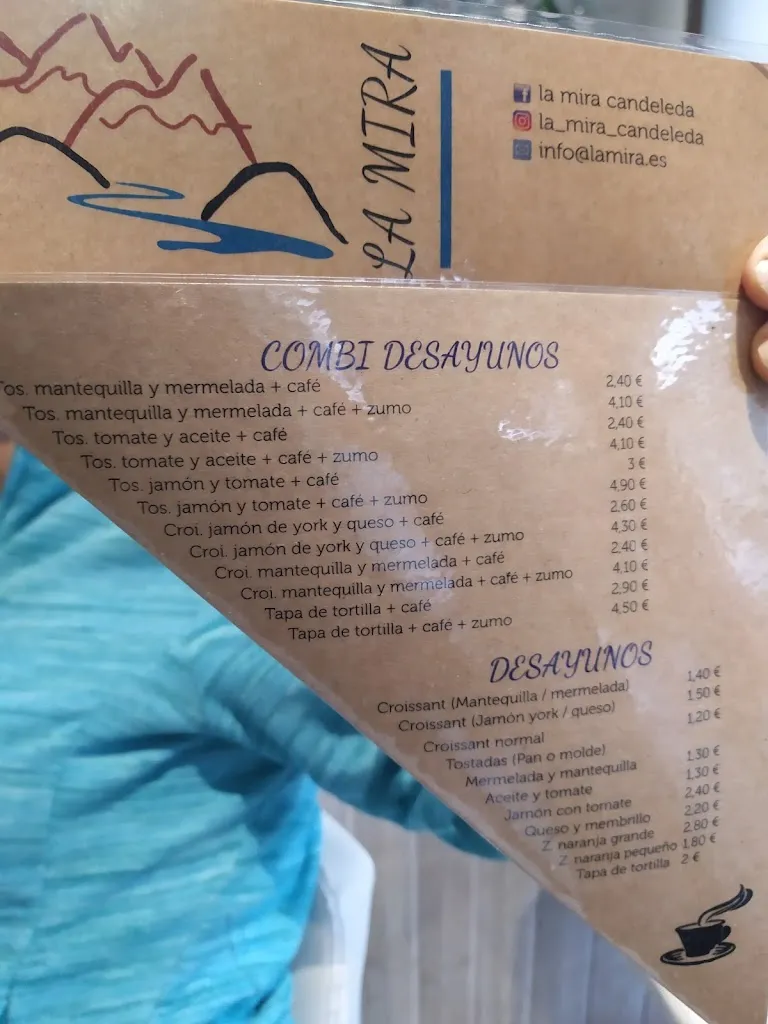 LA MIRA
la mira candeleda
la_mira_candeleda
info@lamira.es
COMBI DESAYUNOS
Tos. mantequilla y mermelada + café 2,40 €
Tos. mantequilla y mermelada + café + zumo 4,10 €
Tos. tomate y aceite + café 2,40 €
Tos. tomate y aceite + café + zumo 4,10 €
Tos. jamón y tomate + café 3 €
Tos. jamón y tomate + café + zumo 4,90 €
Croi. jamón de york y queso + café 2,60 €
Croi. jamón de york y queso + café + zumo 4,30 €
Croi. mantequilla y mermelada + café 2,40 €
Croi. mantequilla y mermelada + café + zumo 4,10 €
Tapa de tortilla + café 2,90 €
Tapa de tortilla + café + zumo 4,50 €
DESAYUNOS
Croissant (Mantequilla / mermelada) 1,40 €
Croissant (Jamón york / queso) 1,50 €
Croissant normal 1,20 €
Tostadas (Pan o molde)
Mermelada y mantequilla 1,30 €
Aceite y tomate 1,30 €
Jamón con tomate 2,40 €
Queso y membrillo 2,20 €
Z. naranja grande 2,80 €
Z. naranja pequeño 1,80 €
Tapa de tortilla 2 €